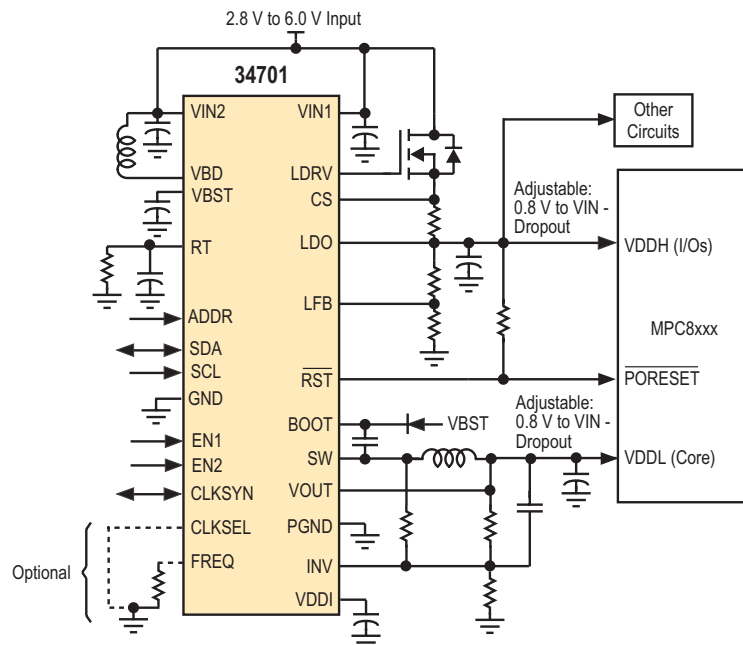 2.8 V to 6.0 V Input
34701
VIN2
VIN1
Other
Circuits
VBD
LDRV
VBST
CS
Adjustable:
0.8 V to VIN -
Dropout
RT
LDO
VDDH (I/Os)
LFB
ADDR
MPC8xxx
SDA
SCL
RST
PORESET
GND
BOOT
VBST
Adjustable:
0.8 V to VIN -
Dropout
EN1
EN2
SW
VDDL (Core)
CLKSYN
VOUT
CLKSEL
PGND
Optional
FREQ
INV
VDDI